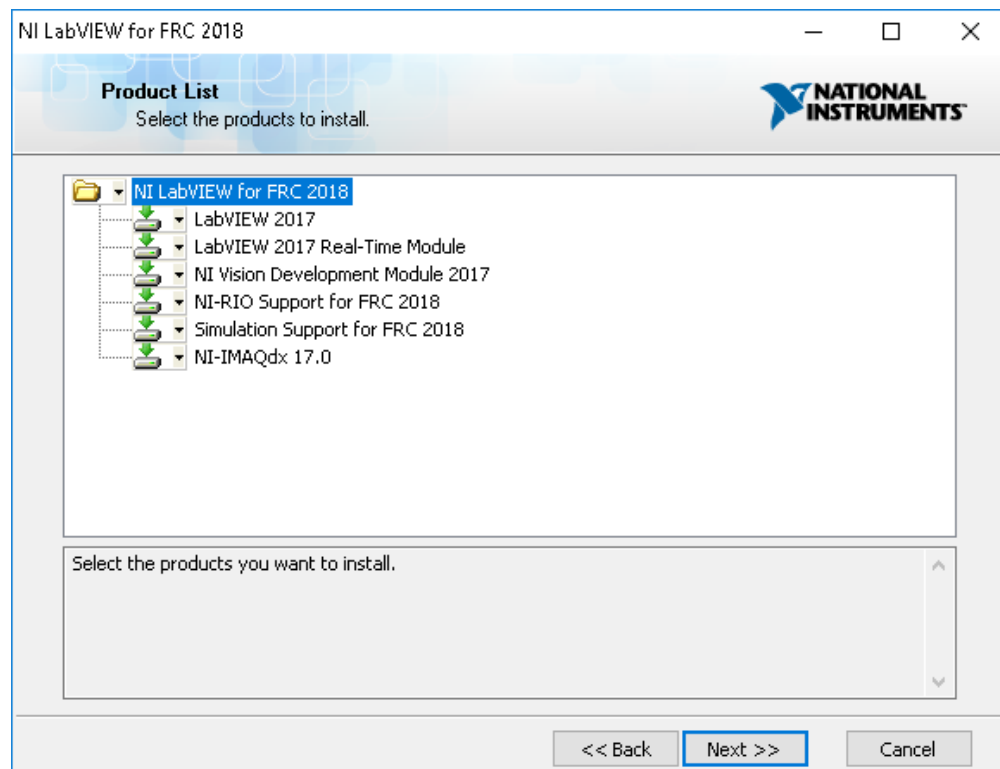 NI LabVIEW for FRC 2018
Product List
Select the products to install.
NATIONAL
INSTRUMENTS™
NI LabVIEW for FRC 2018
LabVIEW 2017
LabVIEW 2017 Real-Time Module
NI Vision Development Module 2017
NI-RIO Support for FRC 2018
Simulation Support for FRC 2018
NI-IMAQdx 17.0
Select the products you want to install.
<< Back
Next >>
Cancel